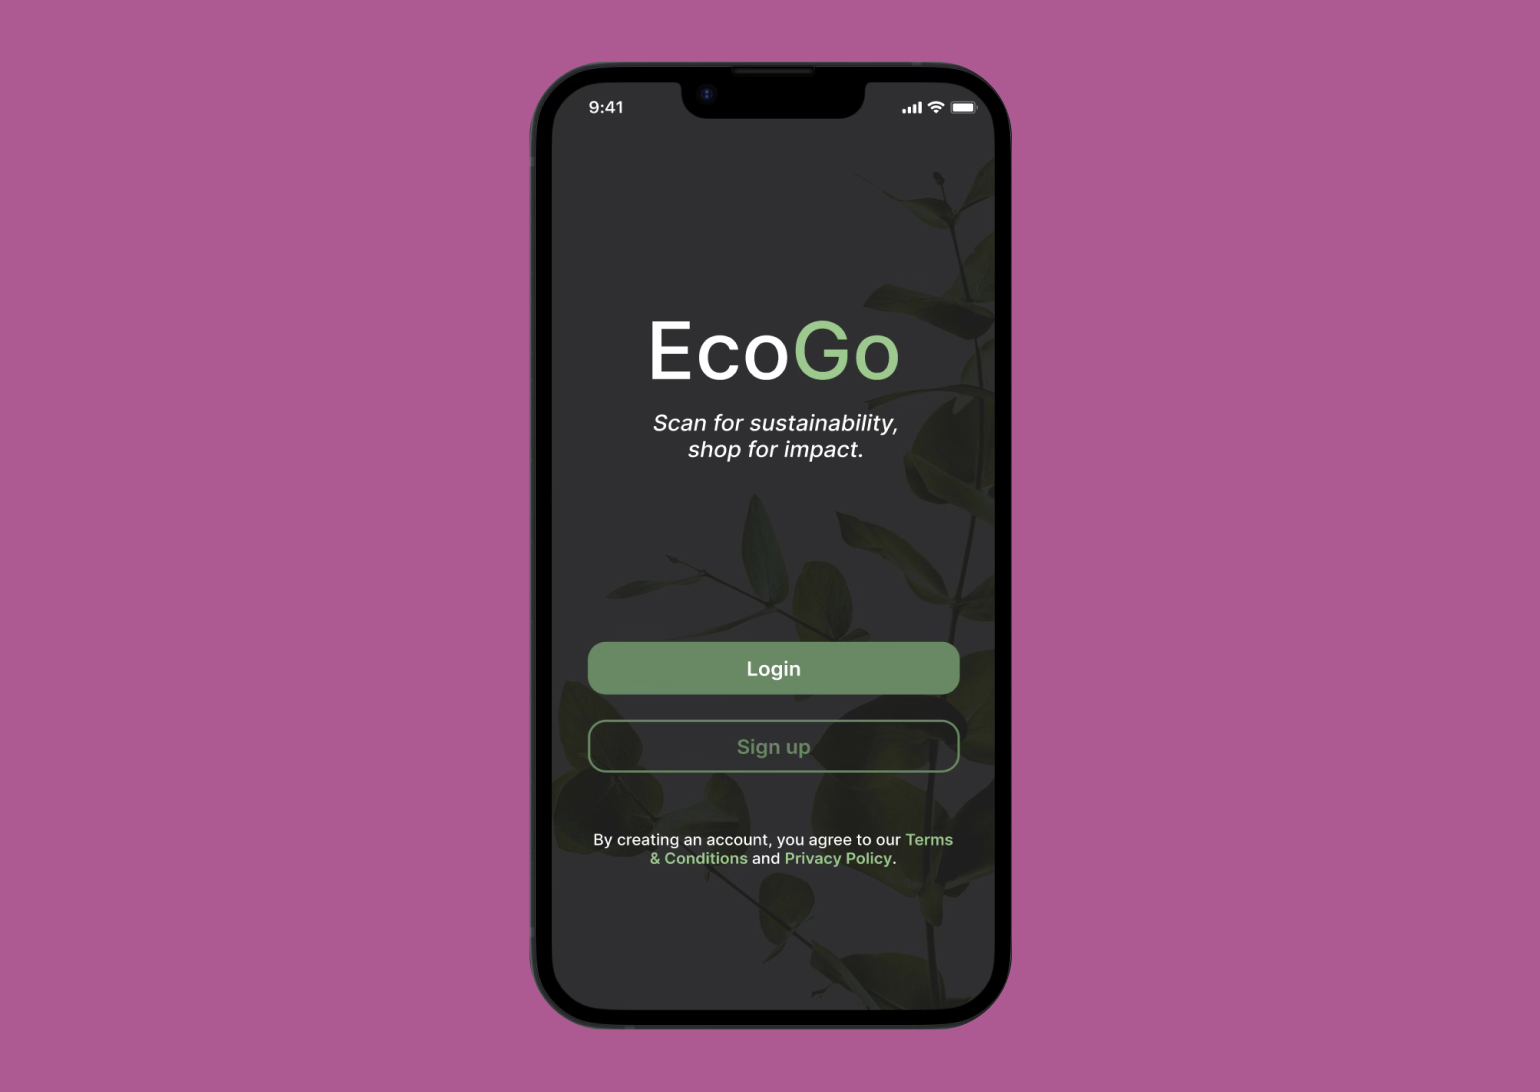 9:41
EcoGo
Scan for sustainability,
shop for impact.
Login
Sign up
By creating an account, you agree to our Terms
& Conditions and Privacy Policy.